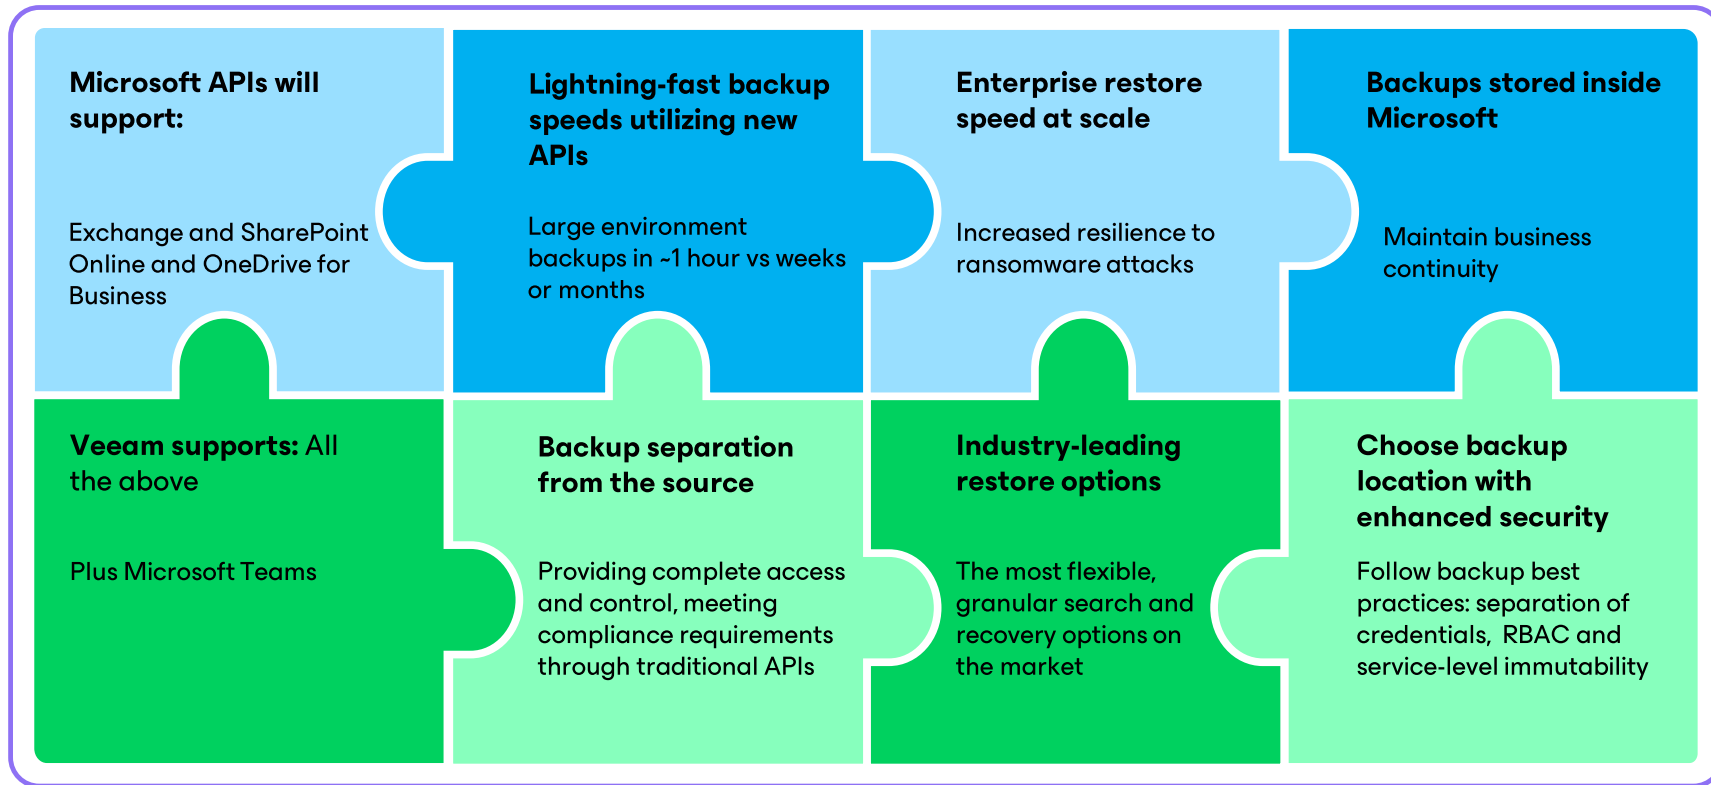 Microsoft APIs will
support:
Exchange and SharePoint
Online and OneDrive for
Business
Lightning-fast backup
speeds utilizing new
APIs
Large environment
backups in ~1 hour vs weeks
or months
Enterprise restore
speed at scale
Increased resilience to
ransomware attacks
Backups stored inside
Microsoft
Maintain business
continuity
Veeam supports: All
the above
Plus Microsoft Teams
Backup separation
from the source
Providing complete access
and control, meeting
compliance requirements
through traditional APIs
Industry-leading
restore options
The most flexible,
granular search and
recovery options on
the market
Choose backup
location with
enhanced security
Follow backup best
practices: separation of
credentials,  RBAC and
service-level immutability